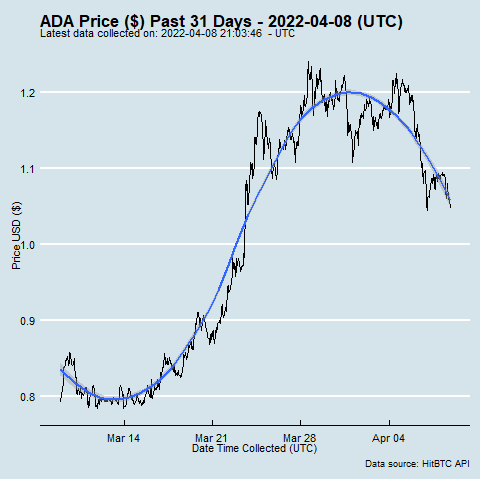 ADA Price ($) Past 31 Days - 2022-04-08 (UTC)
Latest data collected on: 2022-04-08 21:03:46  - UTC
Price USD ($)
1.2
1.1
1.0
0.9
0.8
Mar 14
Mar 21
Mar 28
Apr 04
Date Time Collected (UTC)
Data source: HitBTC API